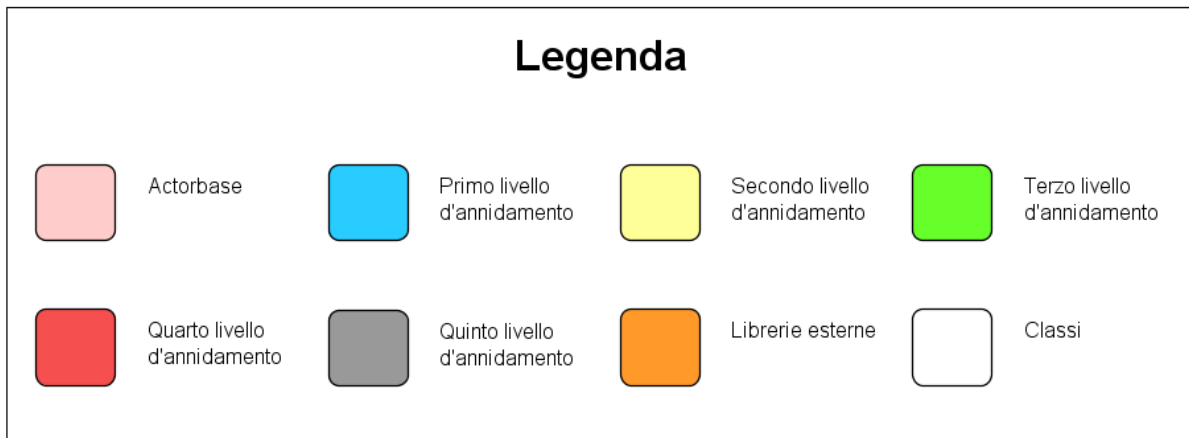 Legenda
Actorbase
Primo livello
d'annidamento
Secondo livello
d'annidamento
Terzo livello
d'annidamento
Quarto livello
d'annidamento
Quinto livello
d'annidamento
Librerie esterne
Classi